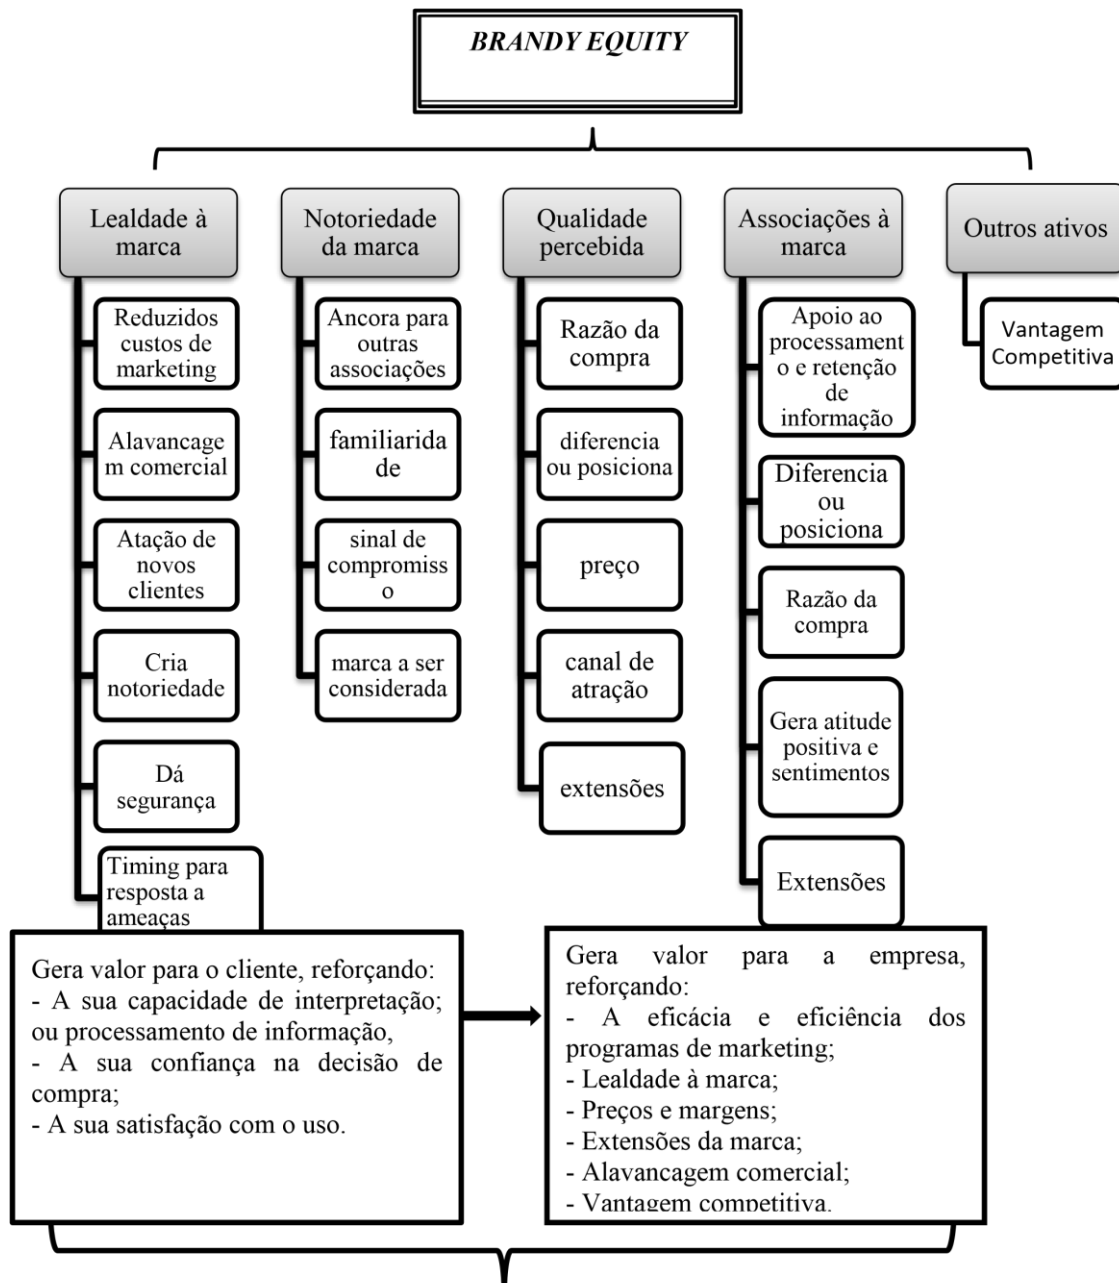 BRANDY EQUITY
Lealdade à
marca
Reduzidos
custos de
marketing
Alavancage
m comercial
Atação de
novos
clientes
Cria
notoriedade
Dá
segurança
Timing para
resposta a
ameaças
Notoriedade
da marca
Ancora para
outras
associações
familiarida
de
sinal de
compromiss
o
marca a ser
considerada
Qualidade
percebida
Razão da
compra
diferencia
ou posiciona
preço
canal de
atração
extensões
Associações à
marca
Apoio ao
processament
o e retenção
de
informação
Diferencia
ou
posiciona
Razão da
compra
Gera atitude
positiva e
sentimentos
Extensões
Outros ativos
Vantagem
Competitiva
Gera valor para o cliente, reforçando:
- A sua capacidade de interpretação;
ou processamento de informação,
- A sua confiança na decisão de
compra;
- A sua satisfação com o uso.
Gera valor para a empresa,
reforçando:
- A eficácia e eficiência dos
programas de marketing;
- Lealdade à marca;
- Preços e margens;
- Extensões da marca;
- Alavancagem comercial;
- Vantagem competitiva.